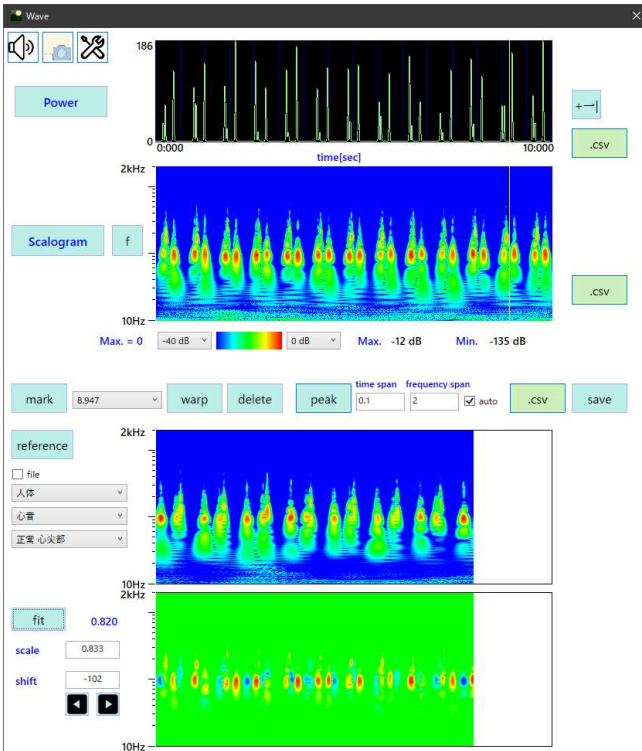 Wave
186
Power
+→|
0
0:000
10:000
time[sec]
.csv
2kHz
Scalogram
f
.csv
10Hz
Max. = 0
-40 dB
0 dB
Max. -12 dB
Min. -135 dB
time span
frequency span
mark
8.947
warp
delete
peak
0.1
2
auto
.csv
save
2kHz
reference
file
人体
心音
正常 心尖部
10Hz
2kHz
fit
0.820
scale
0.833
shift
-102
10Hz